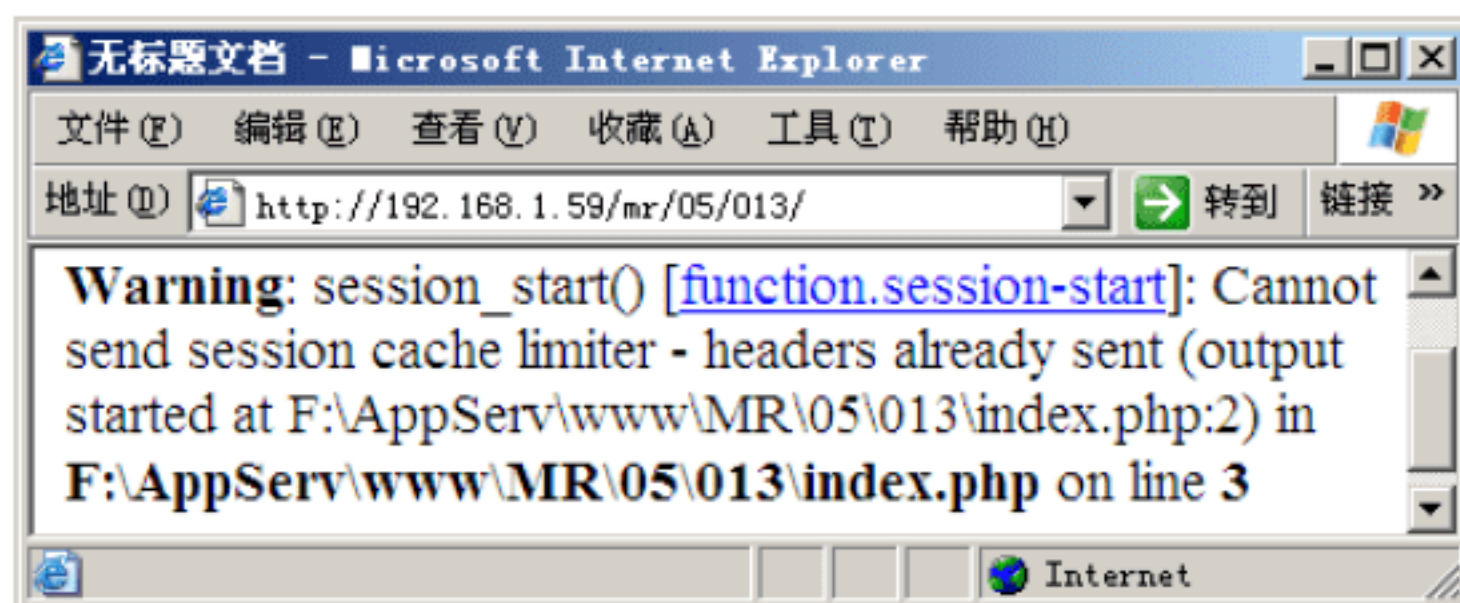 无标题文档 - Microsoft Internet Explorer
文件(F) 编辑(E) 查看(V) 收藏(A) 工具(T) 帮助(H)
地址(D) http://192.168.1.59/mr/05/013/ 转到 链接 »
Warning: session_start() [function.session-start]: Cannot
send session cache limiter - headers already sent (output
started at F:\AppServ\www\MR\05\013\index.php:2) in
F:\AppServ\www\MR\05\013\index.php on line 3
Internet